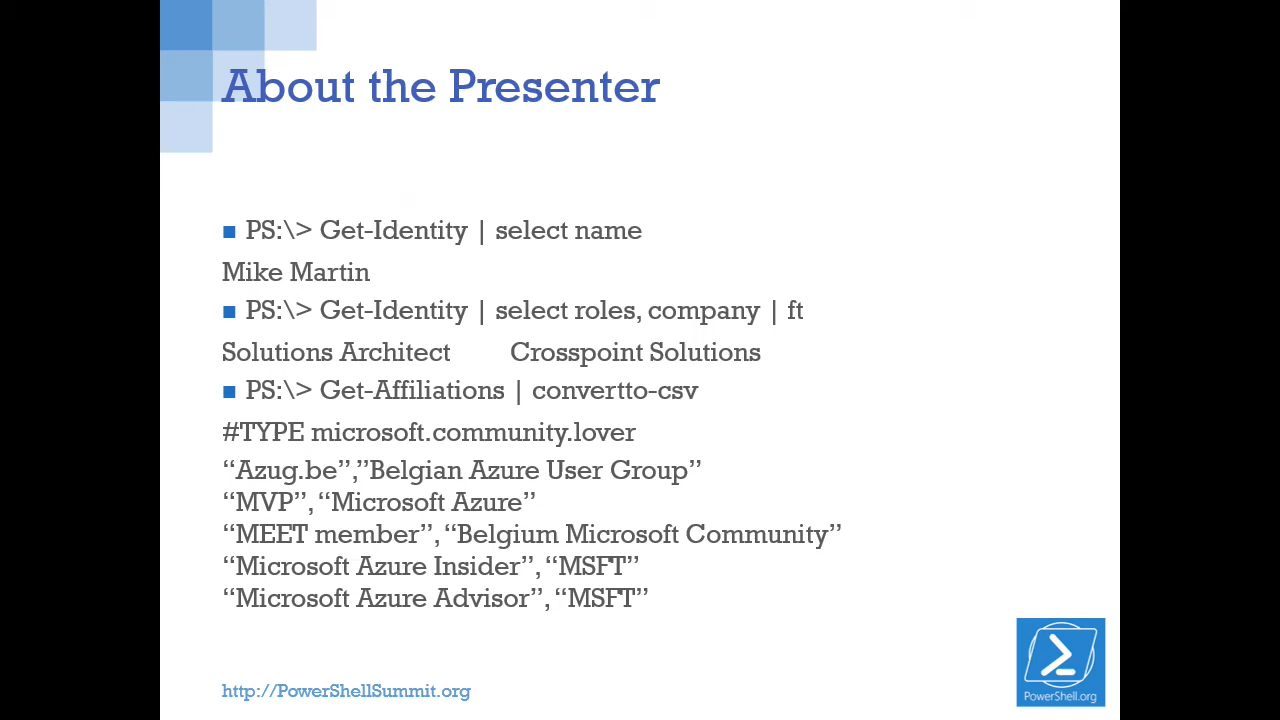 About the Presenter
PS:\> Get-Identity | select name
Mike Martin
PS:\> Get-Identity | select roles, company | ft
Solutions Architect Crosspoint Solutions
PS:\> Get-Affiliations | convertto-csv
#TYPE microsoft.community.lover
“Azug.be”,”Belgian Azure User Group”
“MVP”, “Microsoft Azure”
“MEET member”, “Belgium Microsoft Community”
“Microsoft Azure Insider”, “MSFT”
“Microsoft Azure Advisor”, “MSFT”
http://PowerShellSummit.org
PowerShell.org